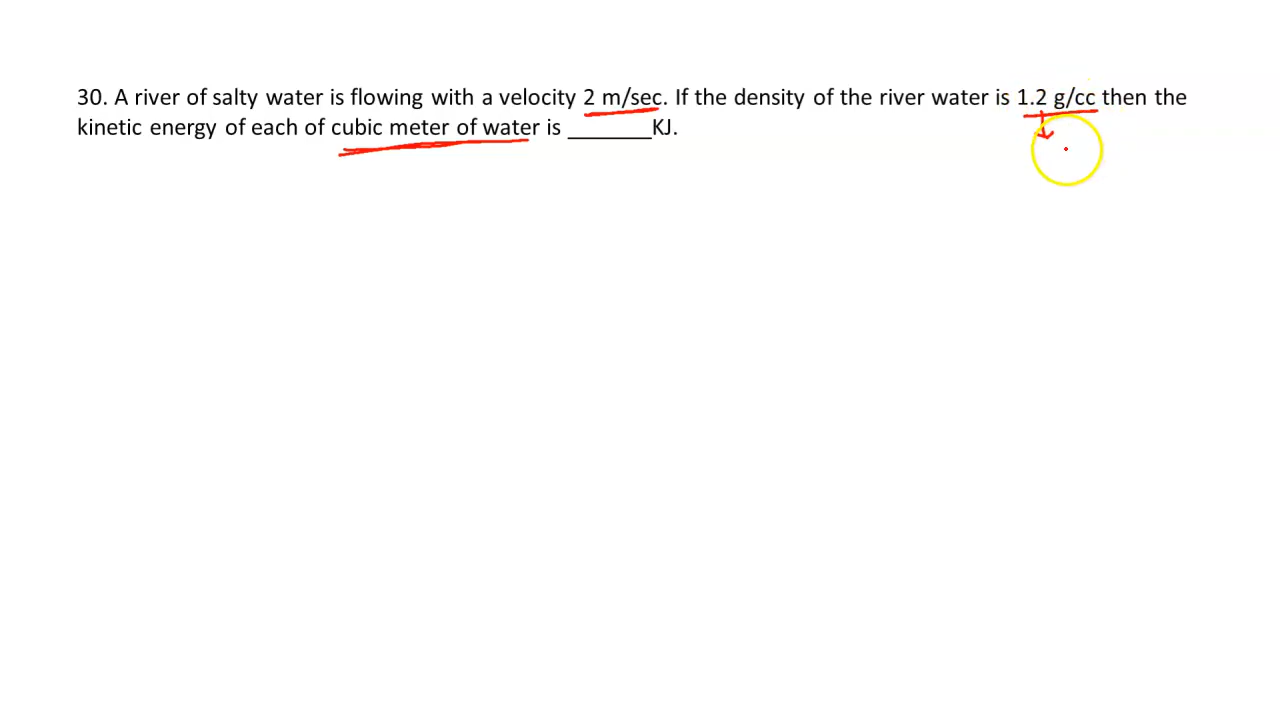 30. A river of salty water is flowing with a velocity 2 m/sec. If the density of the river water is 1.2 g/cc then the
kinetic energy of each of cubic meter of water is _______KJ.